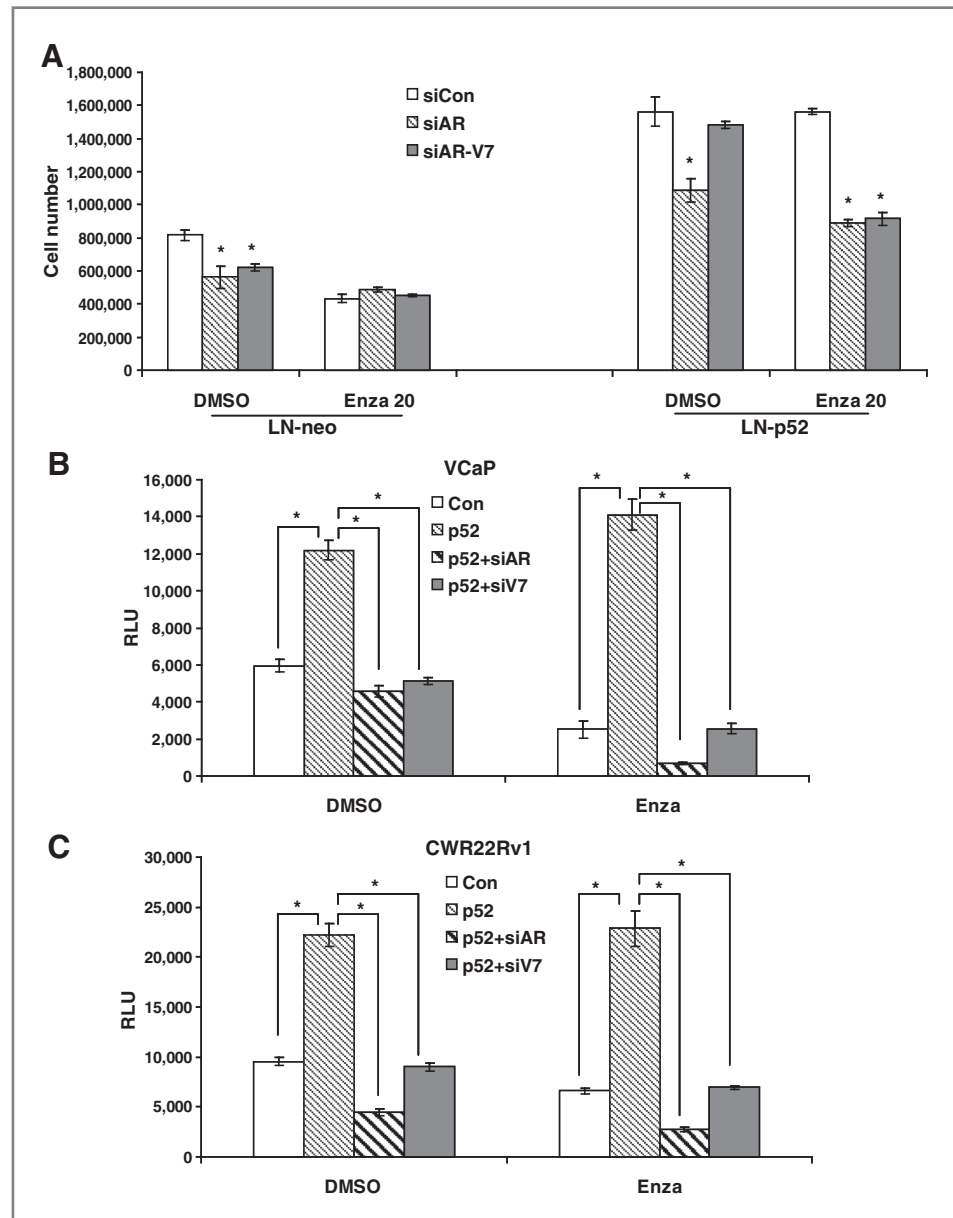 A
1,800,000
1,600,000
1,400,000
1,200,000
1,000,000
800,000
600,000
400,000
200,000
0
Cell number
siCon
siAR
siAR-V7
* *
*
* *
DMSO Enza 20 DMSO Enza 20
LN-neo LN-p52
B
VCaP
16,000
14,000
12,000
10,000
8,000
6,000
4,000
2,000
0
RLU
Con
p52
p52+siAR
p52+siV7
* * *
* * *
DMSO Enza
C
CWR22Rv1
30,000
25,000
20,000
15,000
10,000
5,000
0
RLU
Con
p52
p52+siAR
p52+siV7
* * *
* * *
DMSO Enza